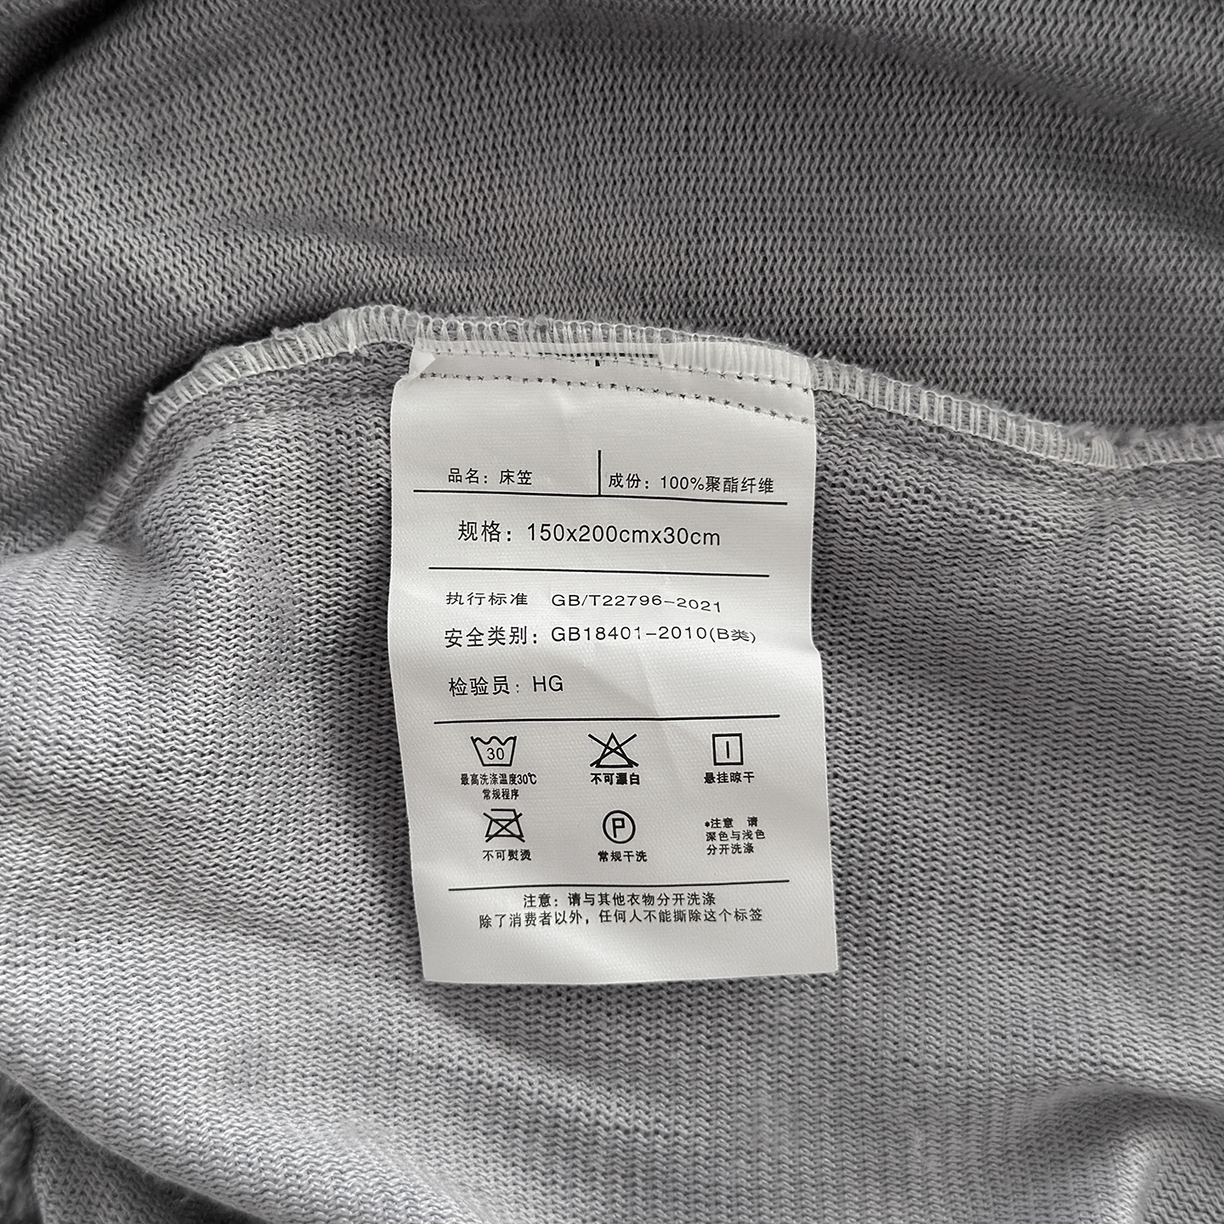 品名：床笠 成份：100%聚酯纤维
规格：150x200cmx30cm
执行标准 GB/T22796-2021
安全类别：GB18401-2010(B类)
检验员：HG
30
最高洗涤温度30℃
常规程序
不可漂白
悬挂晾干
不可熨烫
P
常规干洗
●注意 请
深色与浅色
分开洗涤
注意：请与其他衣物分开洗涤
除了消费者以外，任何人不能撕除这个标签